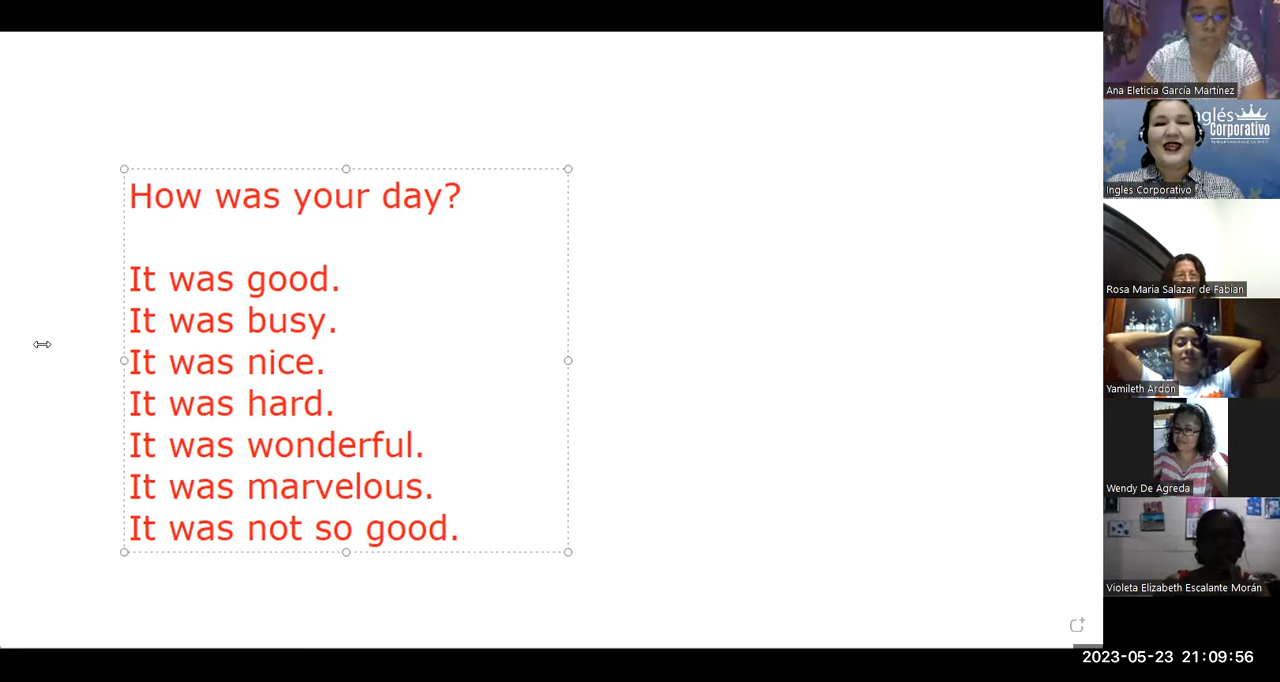 How was your day?
It was good.
It was busy.
It was nice.
It was hard.
It was wonderful.
It was marvelous.
It was not so good.
Ana Eleticia García Martínez
Inglés
Corporativo
Ingles Corporativo
Rosa Maria Salazar de Fabian
Yamileth Ardon
Wendy De Agreda
Violeta Elizabeth Escalante Morán
2023-05-23 21:09:56